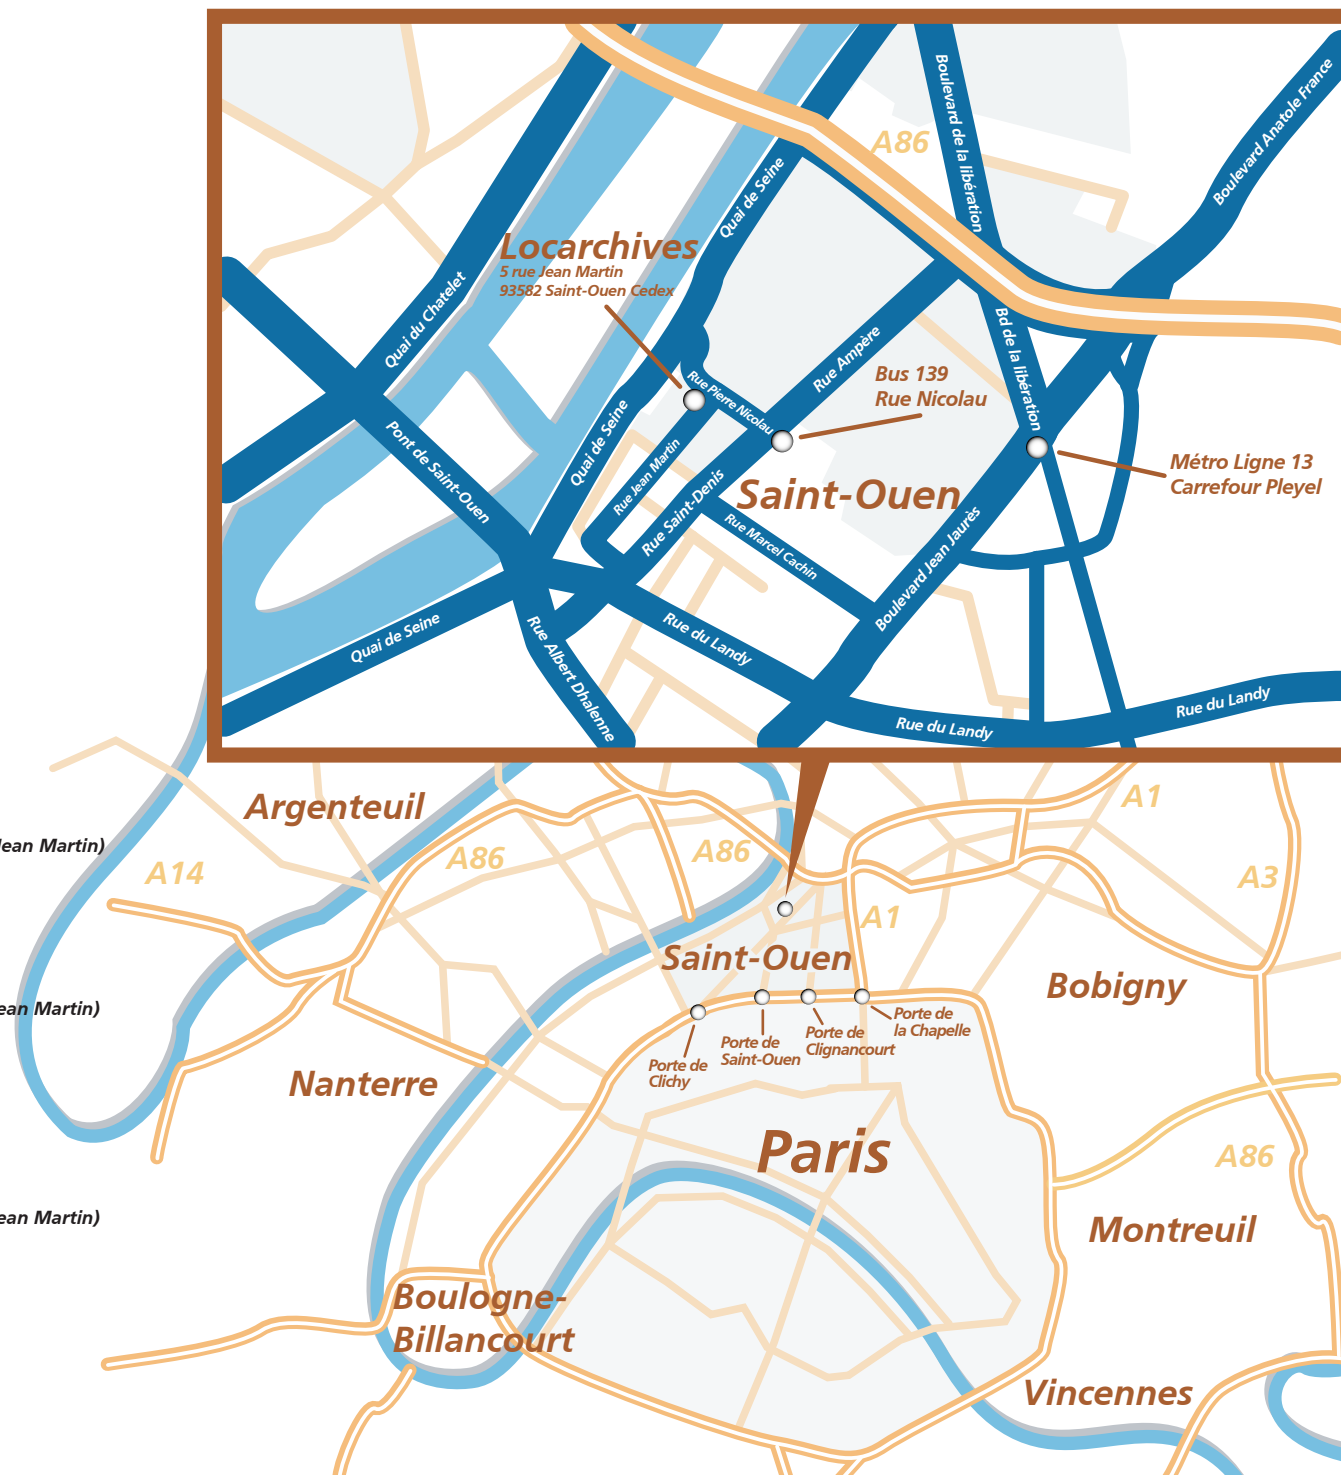 Boulevard de la libération
Boulevard Anatole France
A86
Quai de Seine
Locarchives
5 rue Jean Martin
93582 Saint-Ouen Cedex
Quai du Chatelet
Bd de la libération
Rue Ampère
Rue Pierre Nicolau
Bus 139
Rue Nicolau
Quai de Seine
Pont de Saint-Ouen
Rue Jean Martin
Rue Saint-Denis
Saint-Ouen
Métro Ligne 13
Carrefour Pleyel
Rue Marcel Cachin
Boulevard Jean Jaurès
Quai de Seine
Rue Albert Dhalenne
Rue du Landy
Rue du Landy
Rue du Landy
Argenteuil
A1
Jean Martin)
A14
A86
A86
A3
A1
Saint-Ouen
Bobigny
ean Martin)
Porte de
la Chapelle
Porte de
Clignancourt
Porte de
Saint-Ouen
Porte de
Clichy
Nanterre
Paris
A86
ean Martin)
Montreuil
Boulogne-
Billancourt
Vincennes